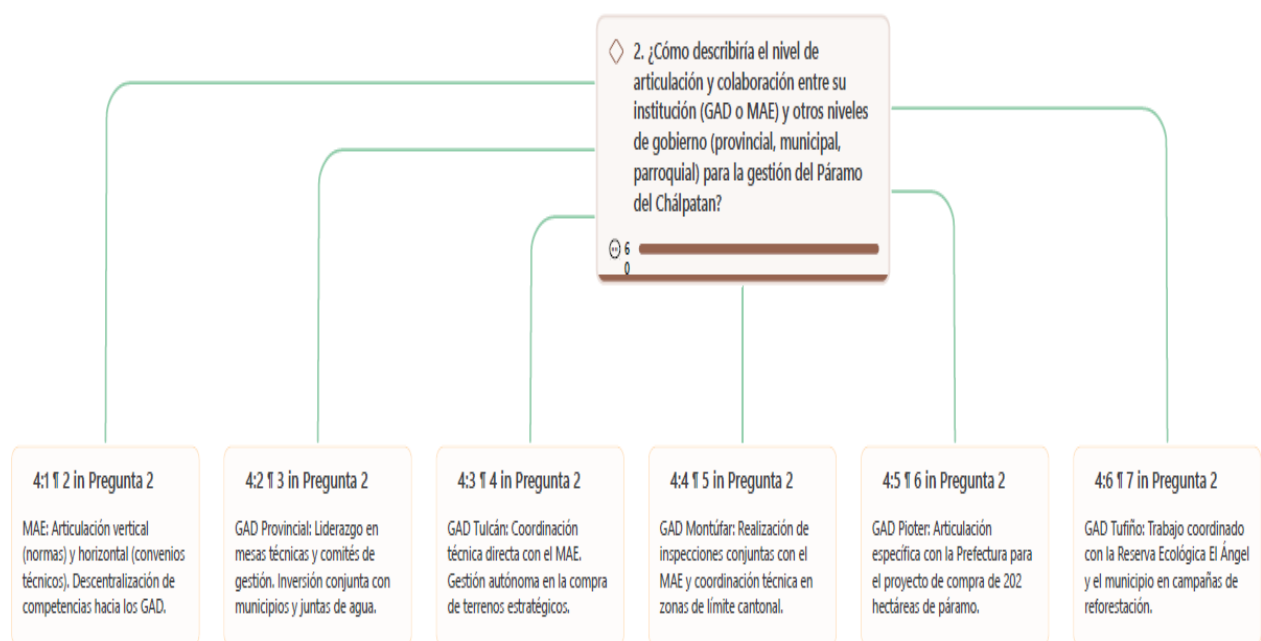 2. ¿Cómo describiría el nivel de
articulación y colaboración entre su
institución (GAD o MAE) y otros niveles
de gobierno (provincial, municipal,
parroquial) para la gestión del Páramo
del Chálpatan?
6
0
4:1 ¶ 2 in Pregunta 2
MAE: Articulación vertical
(normas) y horizontal (convenios
técnicos). Descentralización de
competencias hacia los GAD.
4:2 ¶ 3 in Pregunta 2
GAD Provincial: Liderazgo en
mesas técnicas y comités de
gestión. Inversión conjunta con
municipios y juntas de agua.
4:3 ¶ 4 in Pregunta 2
GAD Tulcán: Coordinación
técnica directa con el MAE.
Gestión autónoma en la compra
de terrenos estratégicos.
4:4 ¶ 5 in Pregunta 2
GAD Montúfar: Realización de
inspecciones conjuntas con el
MAE y coordinación técnica en
zonas de límite cantonal.
4:5 ¶ 6 in Pregunta 2
GAD Pioter: Articulación
específica con la Prefectura para
el proyecto de compra de 202
hectáreas de páramo.
4:6 ¶ 7 in Pregunta 2
GAD Tufiño: Trabajo coordinado
con la Reserva Ecológica El Ángel
y el municipio en campañas de
reforestación.